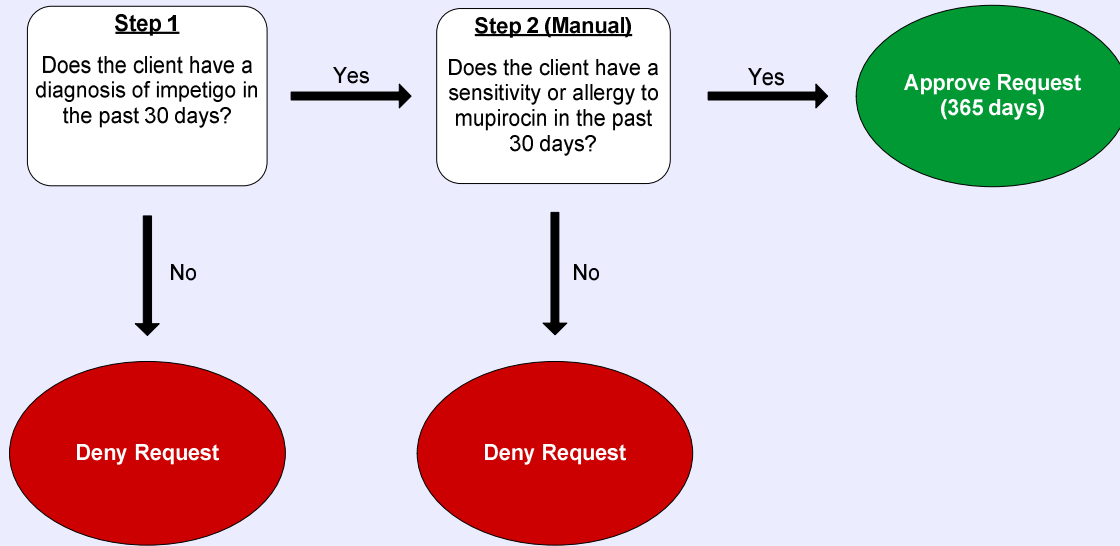 Step 1
Does the client have a
diagnosis of impetigo in
the past 30 days?
Yes
Step 2 (Manual)
Does the client have a
sensitivity or allergy to
mupirocin in the past
30 days?
Yes
Approve Request
(365 days)
No
No
Deny Request
Deny Request